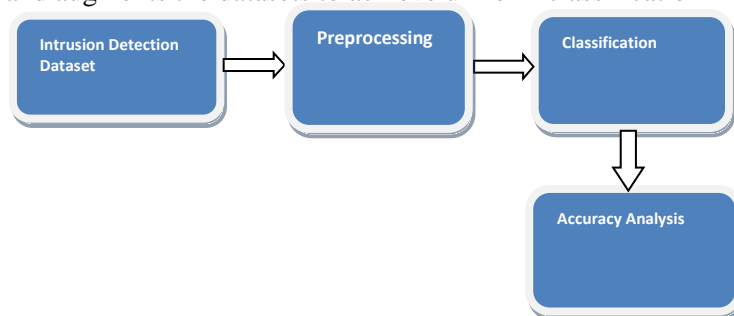 Intrusion Detection
Dataset
Preprocessing
Classification
Accuracy Analysis